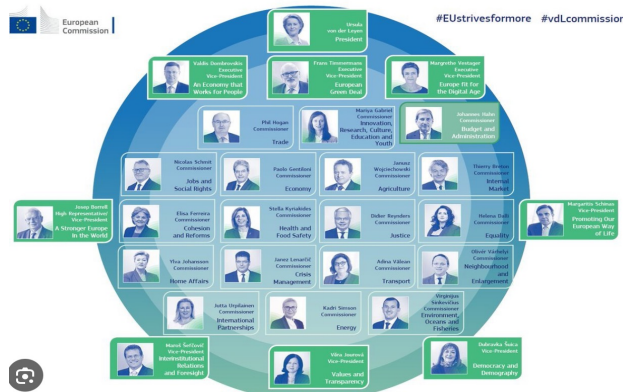 European
Commission
#EUstrivesformore #vdLcommission
Ursula
van der Leyen
President
Valdis Dombrovskis
Executive
Vice-President
An Economy that
Works for People
Frans Timmermans
Executive
Vice-President
European
Green Deal
Margrethe Vestager
Executive
Vice-President
Europe fit for
the Digital Age
Phil Hogan
Commissioner
Trade
Mariya Gabriel
Commissioner
Innovation,
Research, Culture,
Education and
Youth
Johannes Hahn
Commissioner
Budget and
Administration
Nicolas Schmit
Commissioner
Jobs and
Social Rights
Paolo Gentiloni
Commissioner
Economy
Janusz
Wojciechowski
Commissioner
Agriculture
Thierry Breton
Commissioner
Internal
Market
Josep Borrell
High Representative/
Vice-President
A Stronger Europe
in the World
Elisa Ferreira
Commissioner
Cohesion
and Reforms
Stella Kyriakides
Commissioner
Health and
Food Safety
Didier Reynders
Commissioner
Justice
Helena Dalli
Commissioner
Equality
Margaritis Schinas
Vice-President
Promoting Our
European Way
of Life
Ylva Johansson
Commissioner
Home Affairs
Janez Lenarčič
Commissioner
Crisis
Management
Adina Vălean
Commissioner
Transport
Olivér Várhelyi
Commissioner
Neighbourhood
and
Enlargement
Jutta Urpilainen
Commissioner
International
Partnerships
Kadri Simson
Commissioner
Energy
Virginijus
Sinkevičius
Commissioner
Environment,
Oceans and
Fisheries
Maroš Šefčovič
Vice-President
Interinstitutional
Relations
and Foresight
Věra Jourová
Vice-President
Values and
Transparency
Dubravka Šuica
Vice-President
Democracy and
Demography